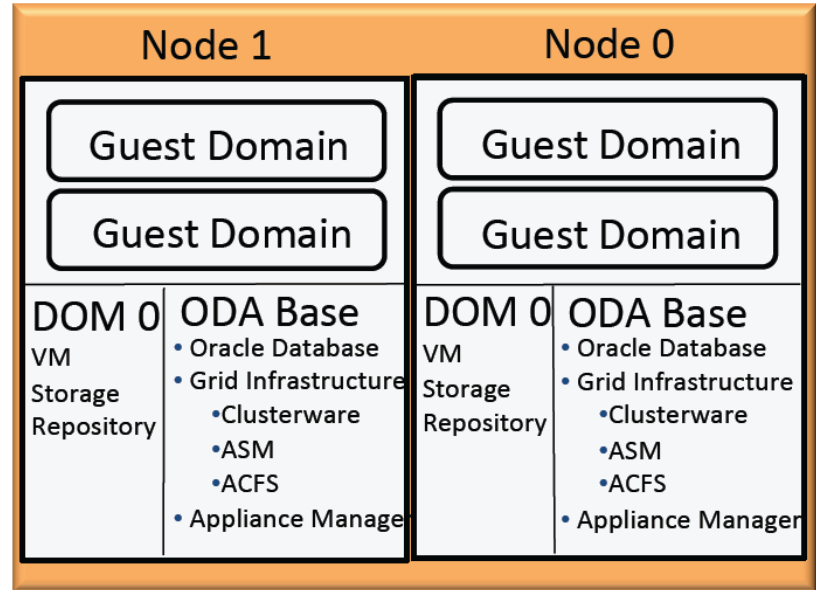 Node 1
Guest Domain
Guest Domain
DOM 0
VM
Storage
Repository
ODA Base
• Oracle Database
• Grid Infrastructure
•Clusterware
•ASM
•ACFS
• Appliance Manager
Node 0
Guest Domain
Guest Domain
DOM 0
VM
Storage
Repository
ODA Base
• Oracle Database
• Grid Infrastructure
•Clusterware
•ASM
•ACFS
• Appliance Manager